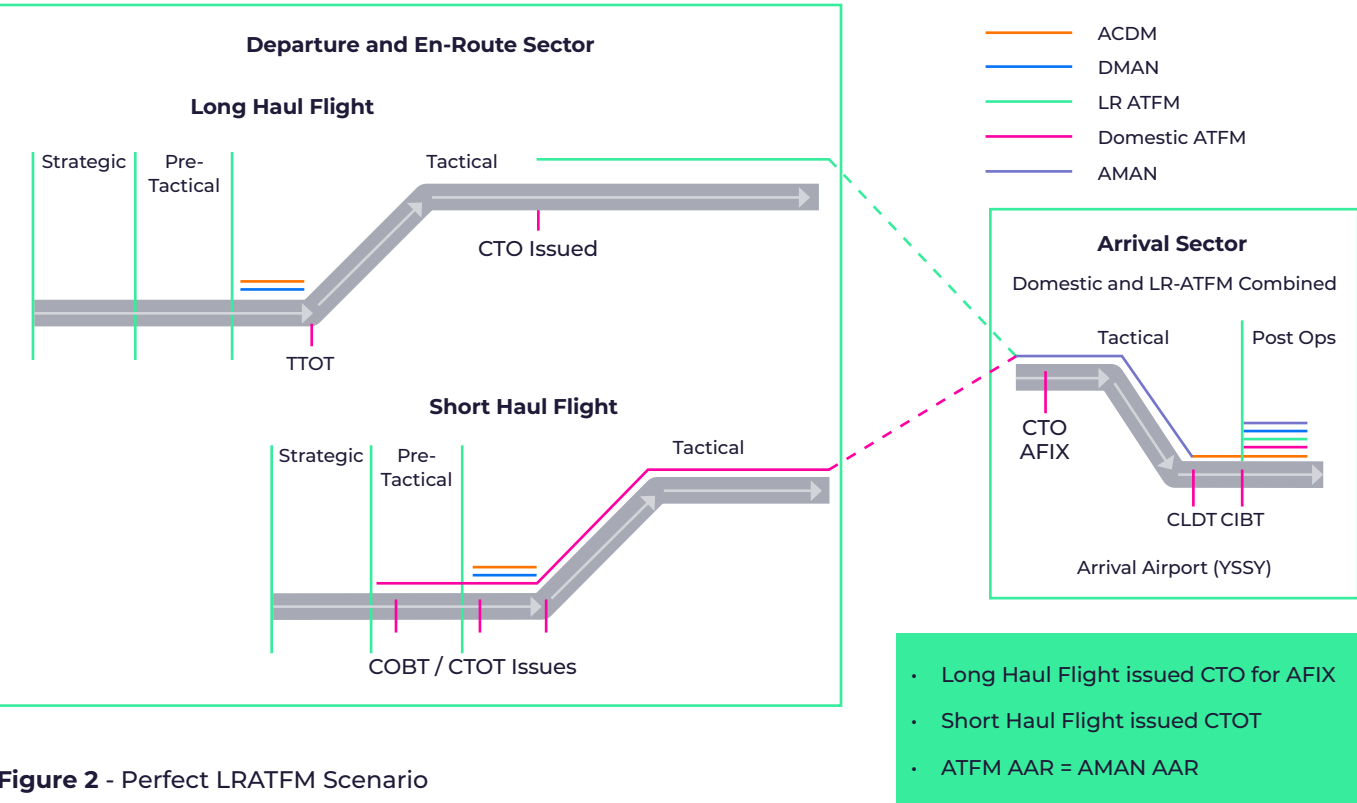 Departure and En-Route Sector
Long Haul Flight
Strategic
Pre-
Tactical
Tactical
CTO Issued
TTOT
Short Haul Flight
Strategic
Pre-
Tactical
Tactical
COBT / CTOT Issues
ACDM
DMAN
LR ATFM
Domestic ATFM
AMAN
Arrival Sector
Domestic and LR-ATFM Combined
Tactical
Post Ops
CTO
AFIX
CLDT CIBT
Arrival Airport (YSSY)
• Long Haul Flight issued CTO for AFIX
• Short Haul Flight issued CTOT
• ATFM AAR = AMAN AAR
Figure 2 - Perfect LRATFM Scenario